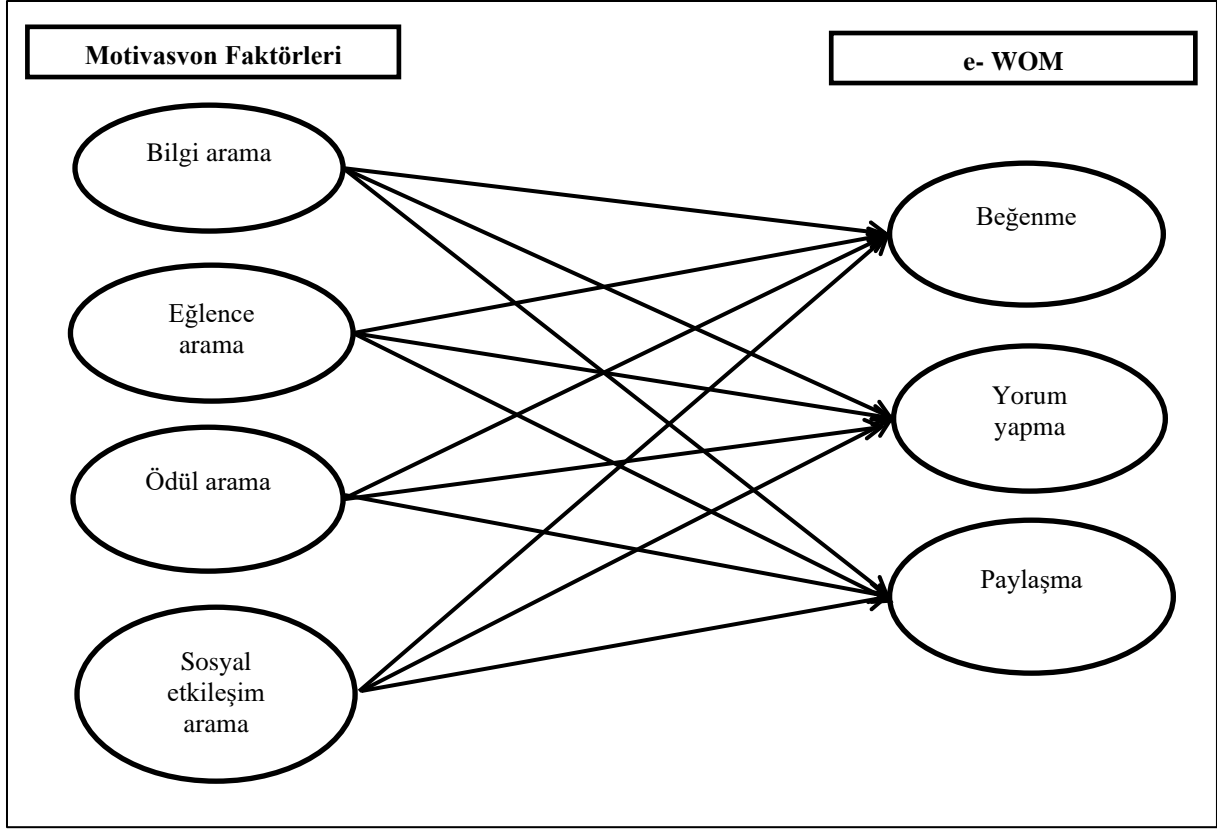 Motivasvon Faktörleri
e- WOM
Bilgi arama
Eğlence
arama
Ödül arama
Sosyal
etkileşim
arama
Beğenme
Yorum
yapma
Paylaşma